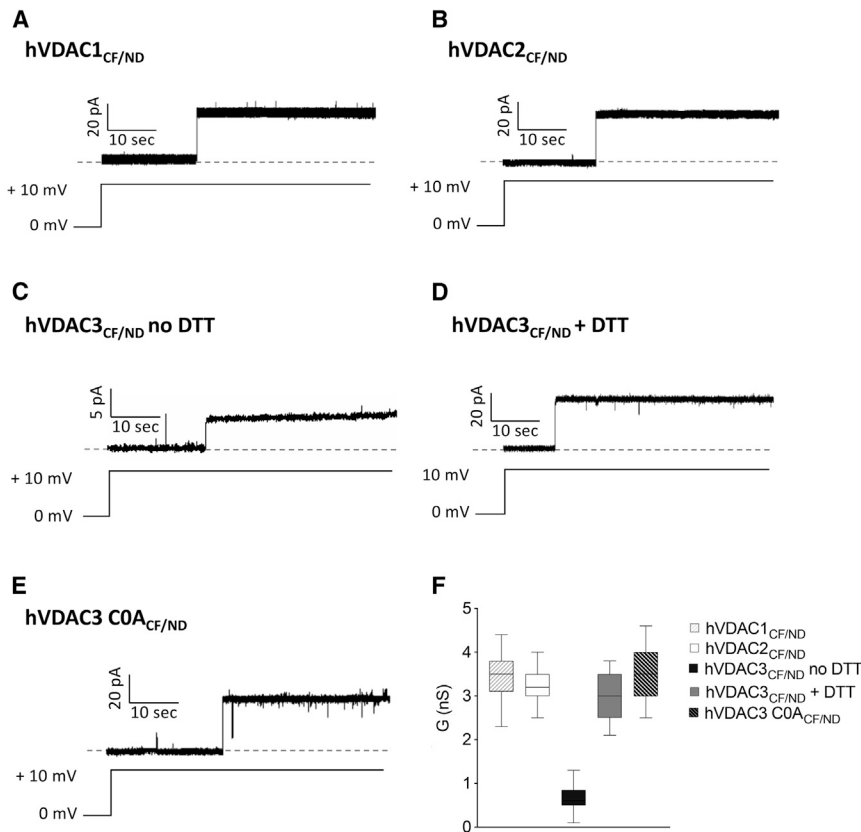 A
hVDAC1CF/ND
20 pA
10 sec
+ 10 mV
0 mV
B
hVDAC2CF/ND
20 pA
10 sec
+ 10 mV
0 mV
C
hVDAC3CF/ND no DTT
5 pA
10 sec
+ 10 mV
0 mV
D
hVDAC3CF/ND + DTT
20 pA
10 sec
10 mV
0 mV
E
hVDAC3 C0ACF/ND
20 pA
10 sec
+ 10 mV
0 mV
F
G (nS)
5
4
3
2
1
0
hVDAC1CF/ND
hVDAC2CF/ND
hVDAC3CF/ND no DTT
hVDAC3CF/ND + DTT
hVDAC3 C0ACF/ND